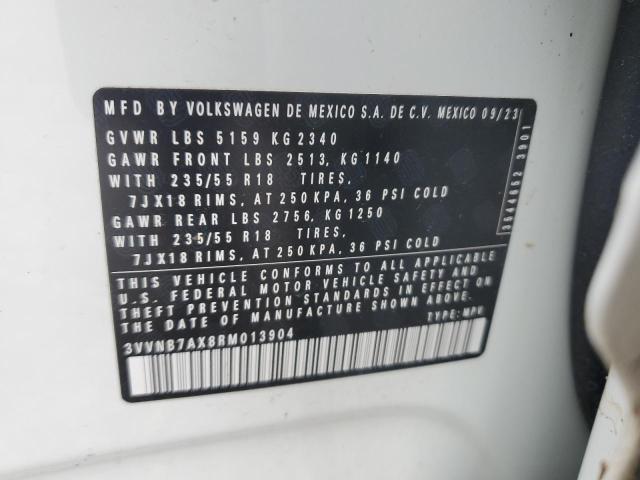 MFD BY VOLKSWAGEN DE MEXICO S.A. DE C.V. MEXICO 09/23
GVWR LBS 5159 KG 2340
GAWR FRONT LBS 2513, KG 1140
WITH 235/55 R18 TIRES,
7JX18 RIMS, AT 250 KPA, 36 PSI COLD
GAWR REAR LBS 2756, KG 1250
WITH 235/55 R18 TIRES,
7JX18 RIMS, AT 250 KPA, 36 PSI COLD
THIS VEHICLE CONFORMS TO ALL APPLICABLE
U.S. FEDERAL MOTOR VEHICLE SAFETY AND
THEFT PREVENTION STANDARDS IN EFFECT ON
THE DATE OF MANUFACTURE SHOWN ABOVE.
3VVNB7AX8RM013904 TYPE: MPV
3544652 3901